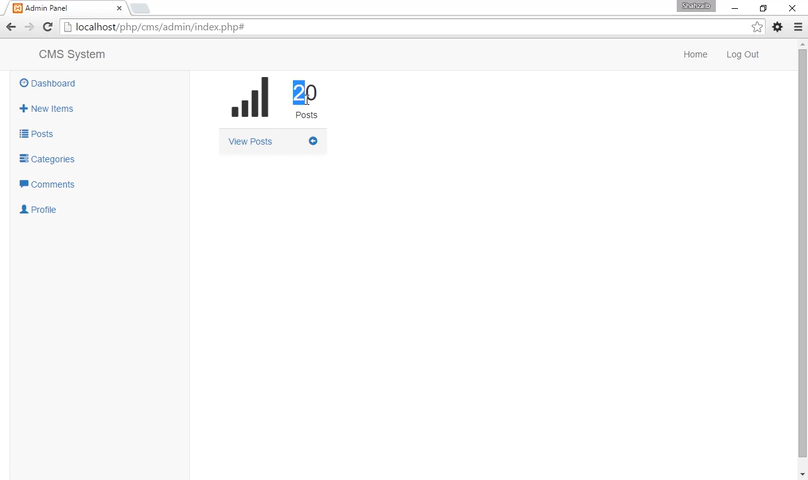 Admin Panel
Shahzaib
localhost/php/cms/admin/index.php#
CMS System
Home
Log Out
Dashboard
New Items
Posts
Categories
Comments
Profile
20
Posts
View Posts